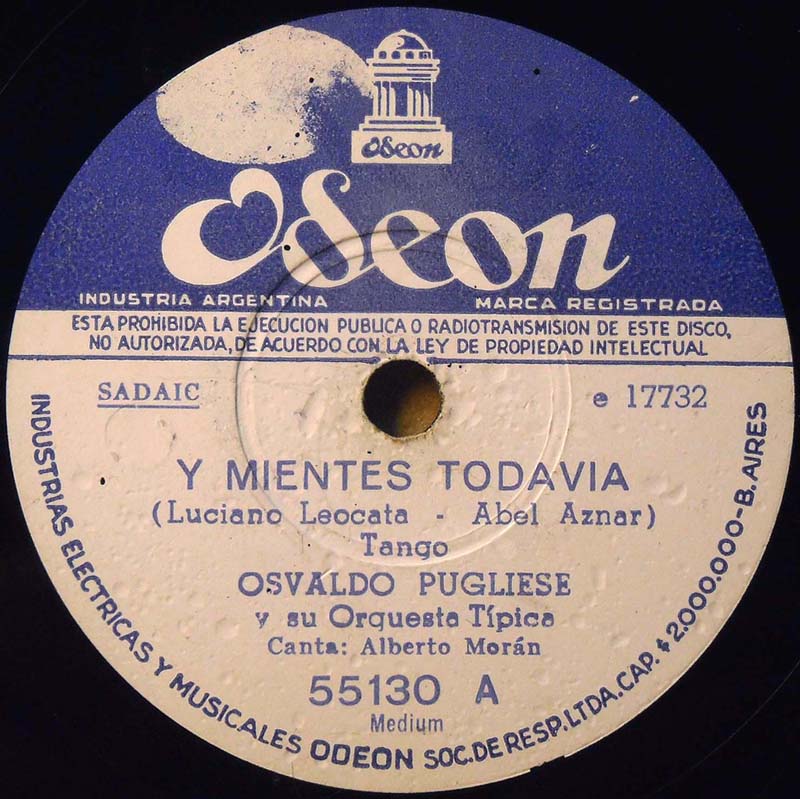 Odeon
Odeon
INDUSTRIA ARGENTINA MARCA REGISTRADA
ESTA PROHIBIDA LA EJECUCION PUBLICA O RADIOTRANSMISION DE ESTE DISCO,
NO AUTORIZADA, DE ACUERDO CON LA LEY DE PROPIEDAD INTELECTUAL
SADAIC e 17732
Y MIENTES TODAVIA
(Luciano Leocata - Abel Aznar)
Tango
OSVALDO PUGLIESE
y su Orquesta Típica
Canta: Alberto Morán
55130 A
Medium
INDUSTRIAS ELECTRICAS Y MUSICALES ODEON SOC. DE RESP. LTDA. CAP. $ 2.000.000-B. AIRES